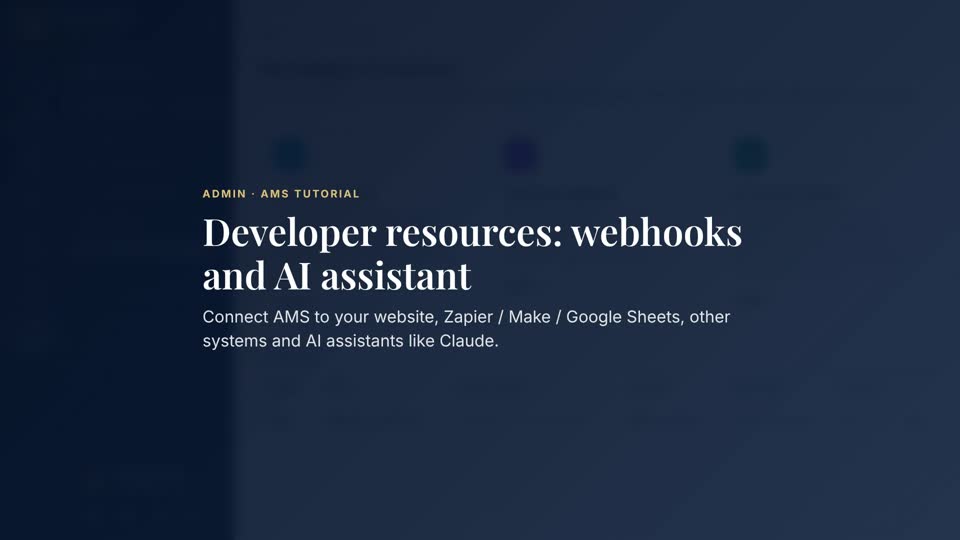 ADMIN · AMS TUTORIAL
Developer resources: webhooks
and AI assistant
Connect AMS to your website, Zapier / Make / Google Sheets, other
systems and AI assistants like Claude.